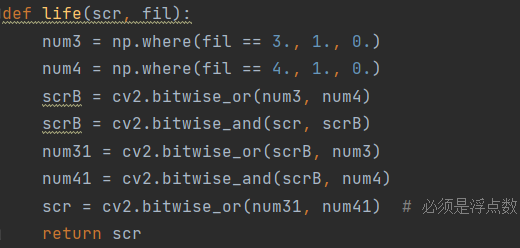 def life(scr, fil):
num3 = np.where(fil == 3., 1., 0.)
num4 = np.where(fil == 4., 1., 0.)
scrB = cv2.bitwise_or(num3, num4)
scrB = cv2.bitwise_and(scr, scrB)
num31 = cv2.bitwise_or(scrB, num3)
num41 = cv2.bitwise_and(scrB, num4)
scr = cv2.bitwise_or(num31, num41)  # 必须是浮点数
return scr